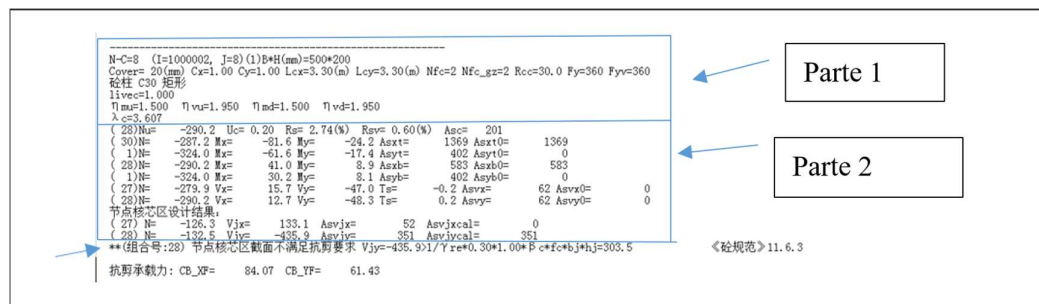 ------------------------------------------------------------------
N-C=8 (I=1000002, J=8)(1)B*H(mm)=500*200
Cover= 20(mm) Cx=1.00 Cy=1.00 Lcx=3.30(m) Lcy=3.30(m) Nfc=2 Nfc_gz=2 Rcc=30.0 Fy=360 Fyv=360
砼柱 C30 矩形
livec=1.000
ηmu=1.500 ηvu=1.950 ηmd=1.500 ηvd=1.950
λc=3.607
( 28)Nu= -290.2 Uc= 0.20 Rs= 2.74(%) Rsv= 0.60(%) Asc= 201
( 30)N= -287.2 Mx= -81.6 My= -24.2 Asxt= 1369 Asxt0= 1369
( 1)N= -324.0 Mx= -61.6 My= -17.4 Asyt= 402 Asyt0= 0
( 28)N= -290.2 Mx= 41.0 My= 8.9 Asxb= 583 Asxb0= 583
( 1)N= -324.0 Mx= 30.2 My= 8.1 Asyb= 402 Asyb0= 0
( 27)N= -279.9 Vx= 15.7 Vy= -47.0 Ts= -0.2 Asvx= 62 Asvx0= 0
( 28)N= -290.2 Vx= 12.7 Vy= -48.3 Ts= 0.2 Asvy= 62 Asvy0= 0
节点核芯区设计结果:
( 27) N= -126.3 Vjx= 133.1 Asvjx= 52 Asvjxcal= 0
( 28) N= -132.5 Vjy= -435.9 Asvjy= 351 Asvjycal= 351
**(组合号:28) 节点核芯区截面不满足抗剪要求 Vjy=-435.9>1/γre*0.30*1.00*βc*fc*bj*hj=303.5 《砼规范》11.6.3
抗剪承载力: CB_XF= 84.07 CB_YF= 61.43
Parte 1
Parte 2